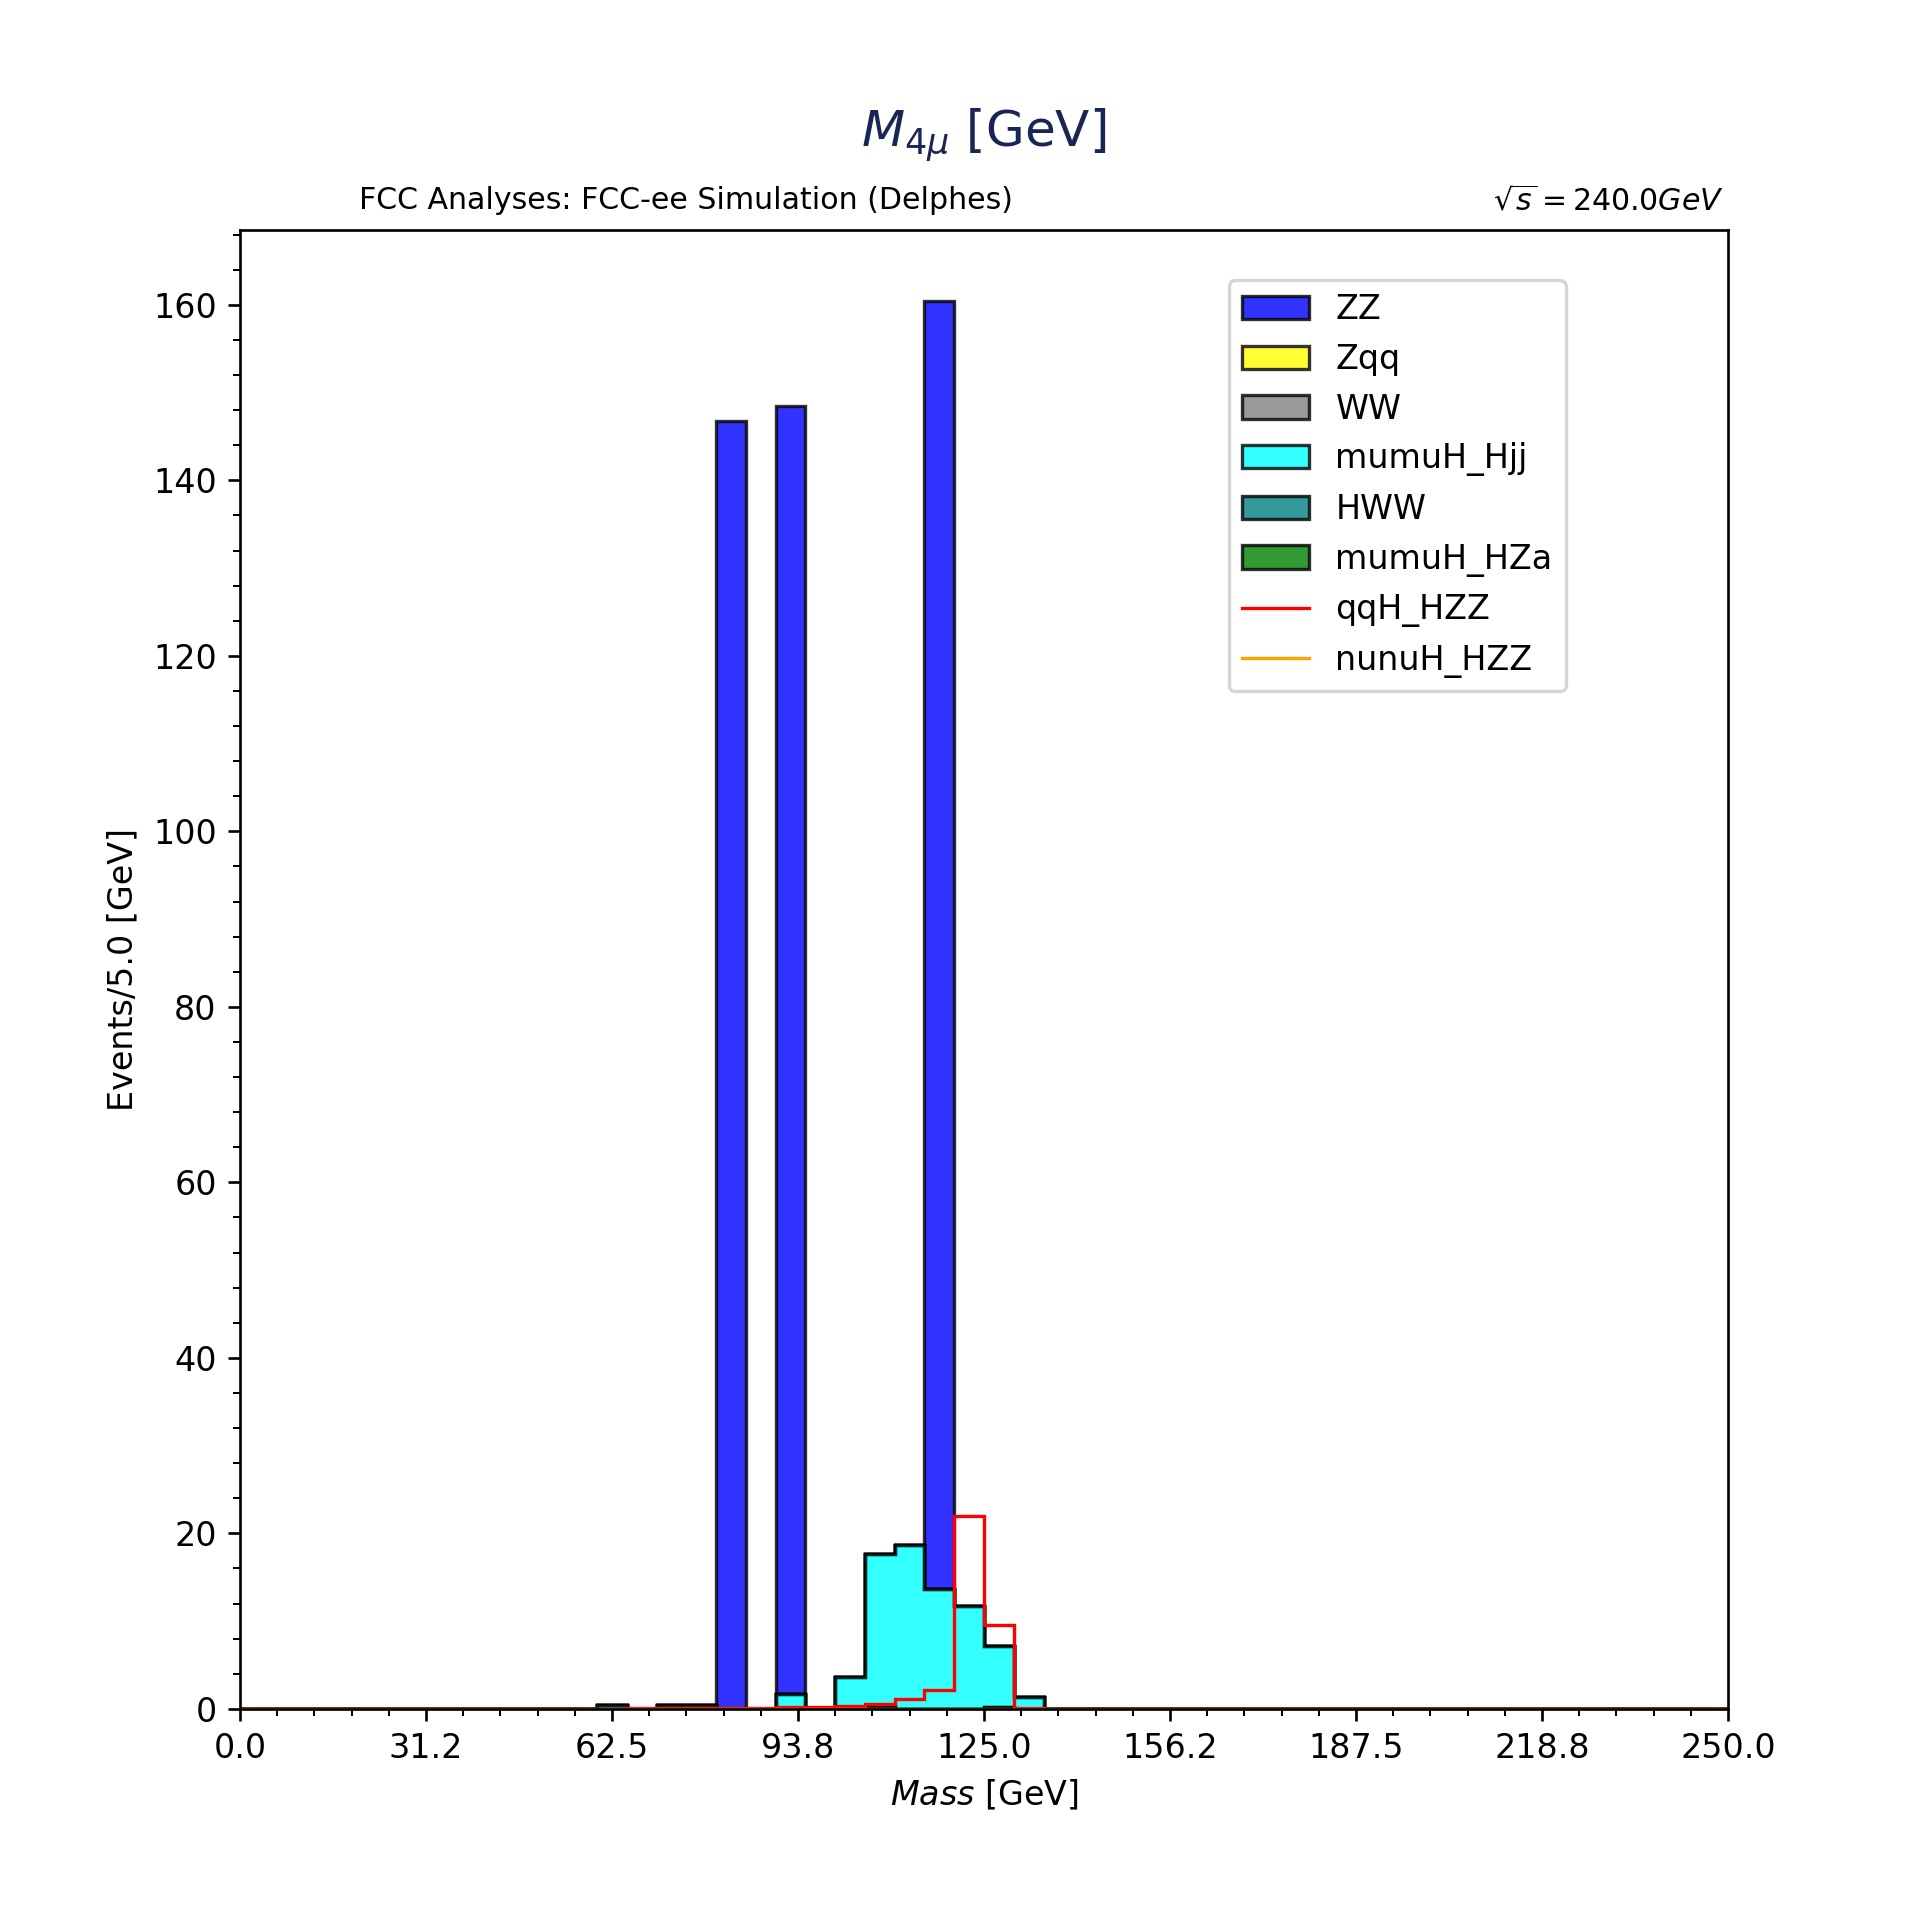 M4μ [GeV]
FCC Analyses: FCC-ee Simulation (Delphes)
√s = 240.0GeV
ZZ
Zqq
WW
mumuH_Hjj
HWW
mumuH_HZa
qqH_HZZ
nunuH_HZZ
Events/5.0 [GeV]
160
140
120
100
80
60
40
20
0
0.0 31.2 62.5 93.8 125.0 156.2 187.5 218.8 250.0
Mass [GeV]